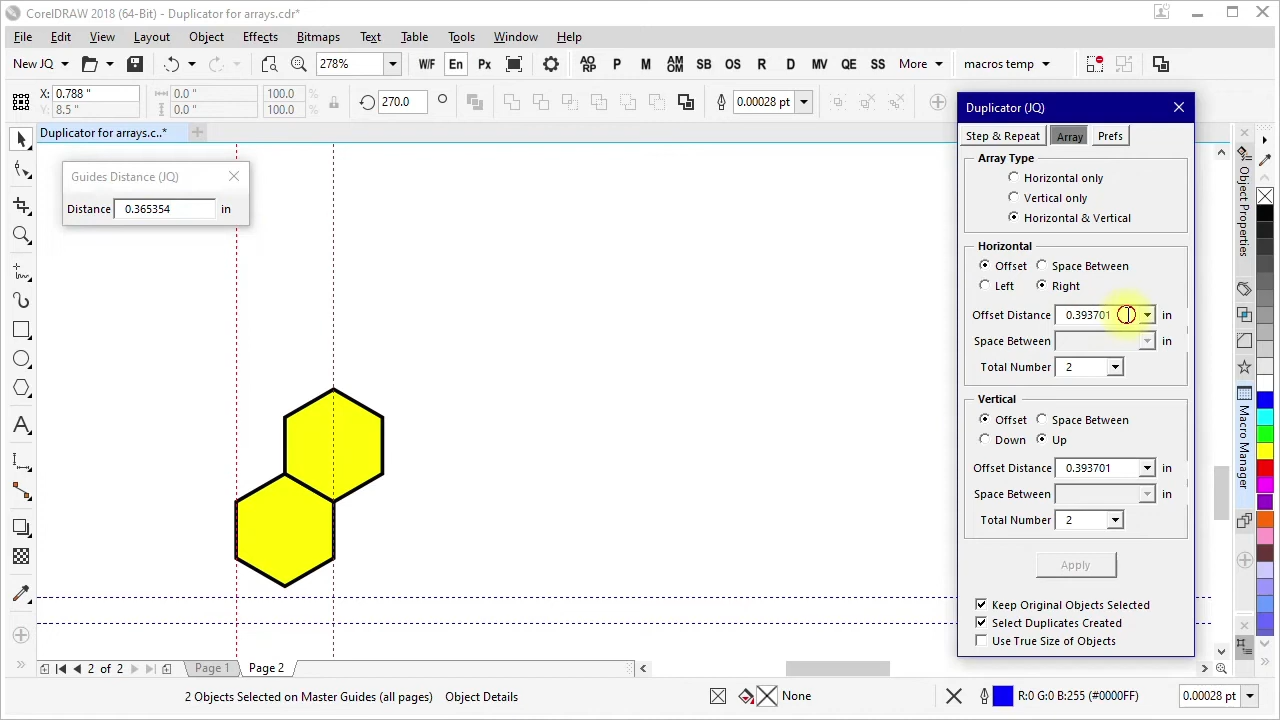 CorelDRAW 2018 (64-Bit) - Duplicator for arrays.cdr*
File Edit View Layout Object Effects Bitmaps Text Table Tools Window Help
New JQ 278% W/F En Px AO RP P M AM OM SB OS R D MV QE SS More macros temp
X: 0.788 " 0.0 " 100.0 270.0 0.00028 pt
Y: 8.5 " 0.0 " 100.0
Duplicator for arrays.c..*
Guides Distance (JQ)
Distance 0.365354 in
Duplicator (JQ)
Step & Repeat Array Prefs
Array Type
Horizontal only
Vertical only
Horizontal & Vertical
Horizontal
Offset Space Between
Left Right
Offset Distance 0.393701 in
Space Between in
Total Number 2
Vertical
Offset Space Between
Down Up
Offset Distance 0.393701 in
Space Between in
Total Number 2
Apply
Keep Original Objects Selected
Select Duplicates Created
Use True Size of Objects
Object Properties
Macro Manager
2 of 2 Page 1 Page 2
2 Objects Selected on Master Guides (all pages) Object Details None R:0 G:0 B:255 (#0000FF) 0.00028 pt